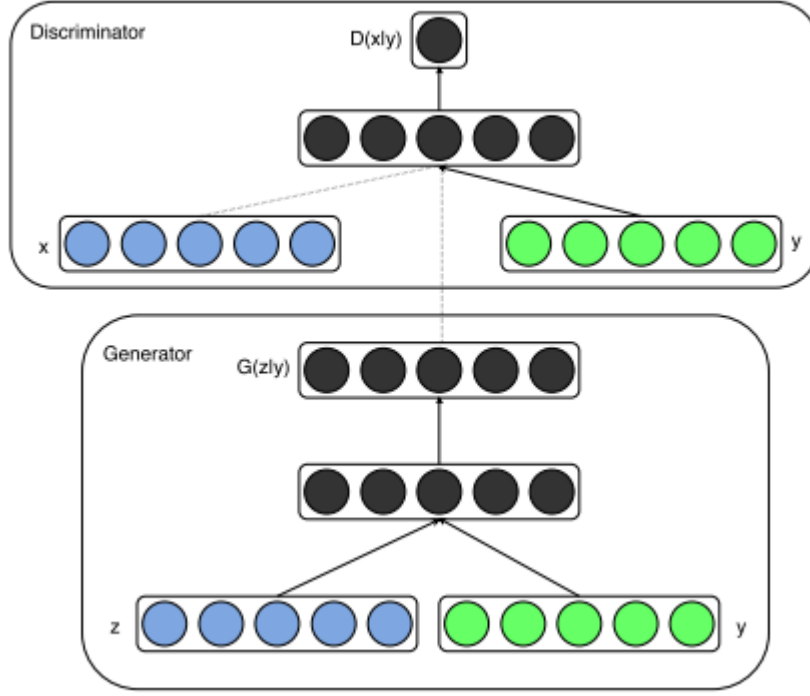 Discriminator
D(x|y)
x
y
Generator
G(z|y)
z
y